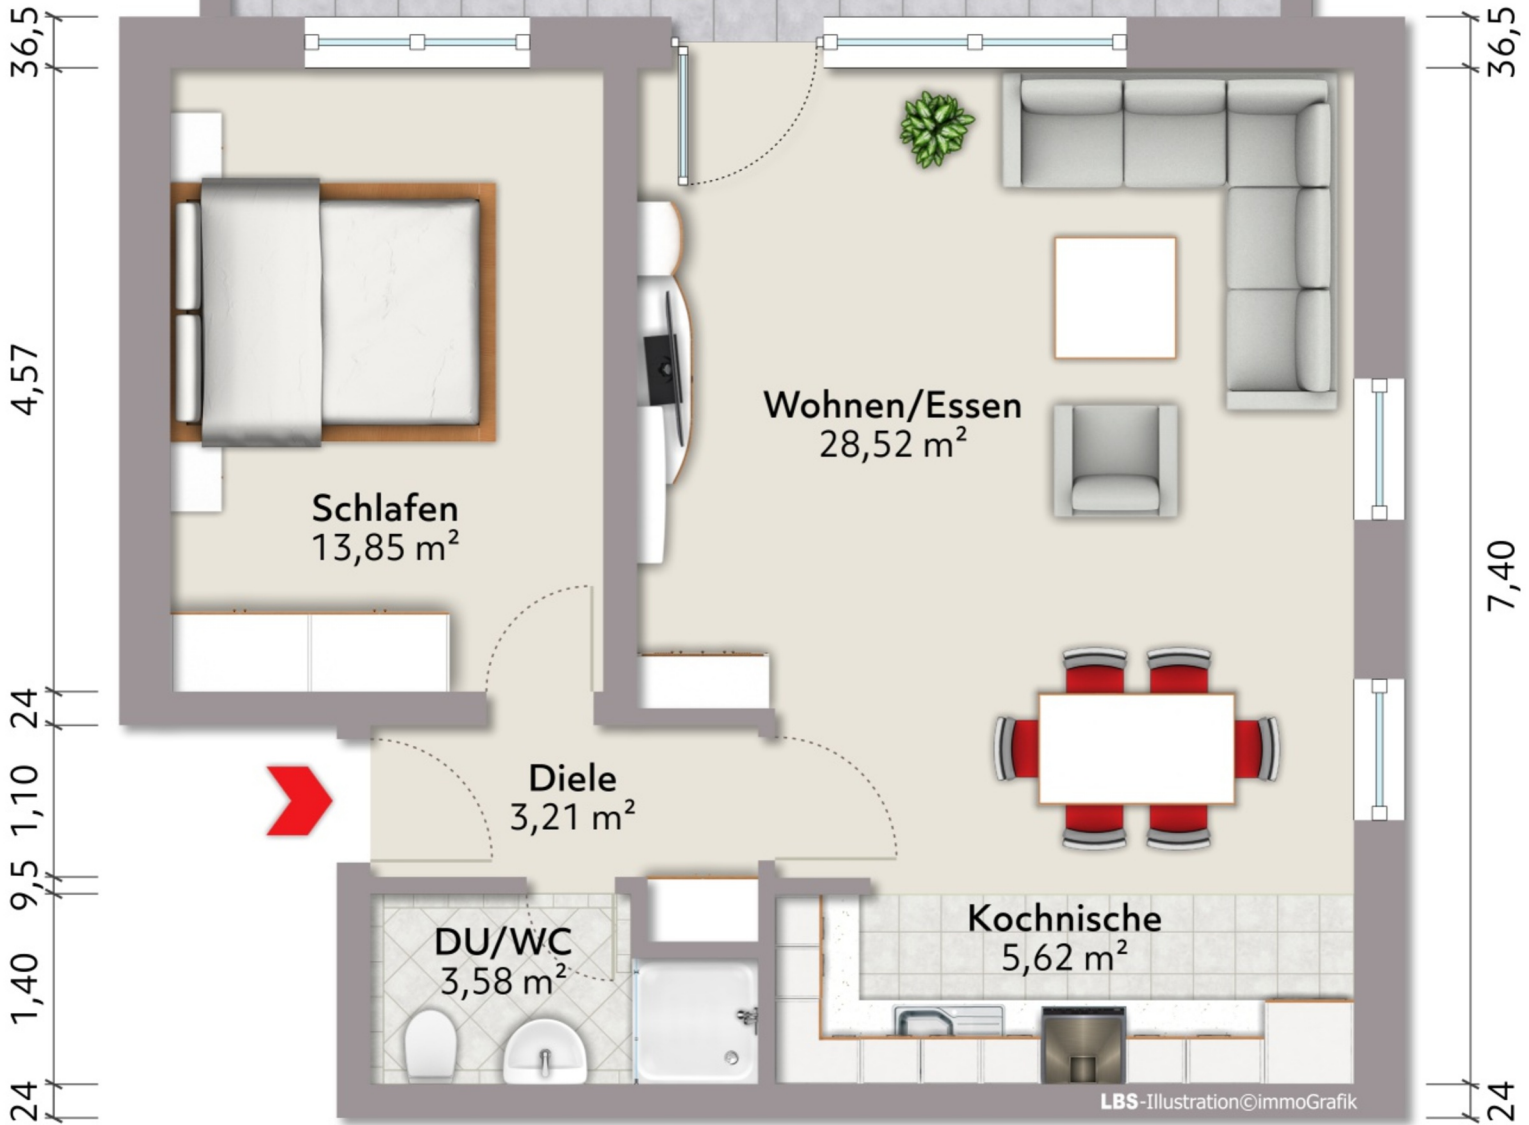 36,5
4,57
24
1,10
9,5
1,40
24
Schlafen
13,85 m²
Wohnen/Essen
28,52 m²
Diele
3,21 m²
DU/WC
3,58 m²
Kochnische
5,62 m²
LBS-Illustration©immoGrafik
36,5
7,40
24